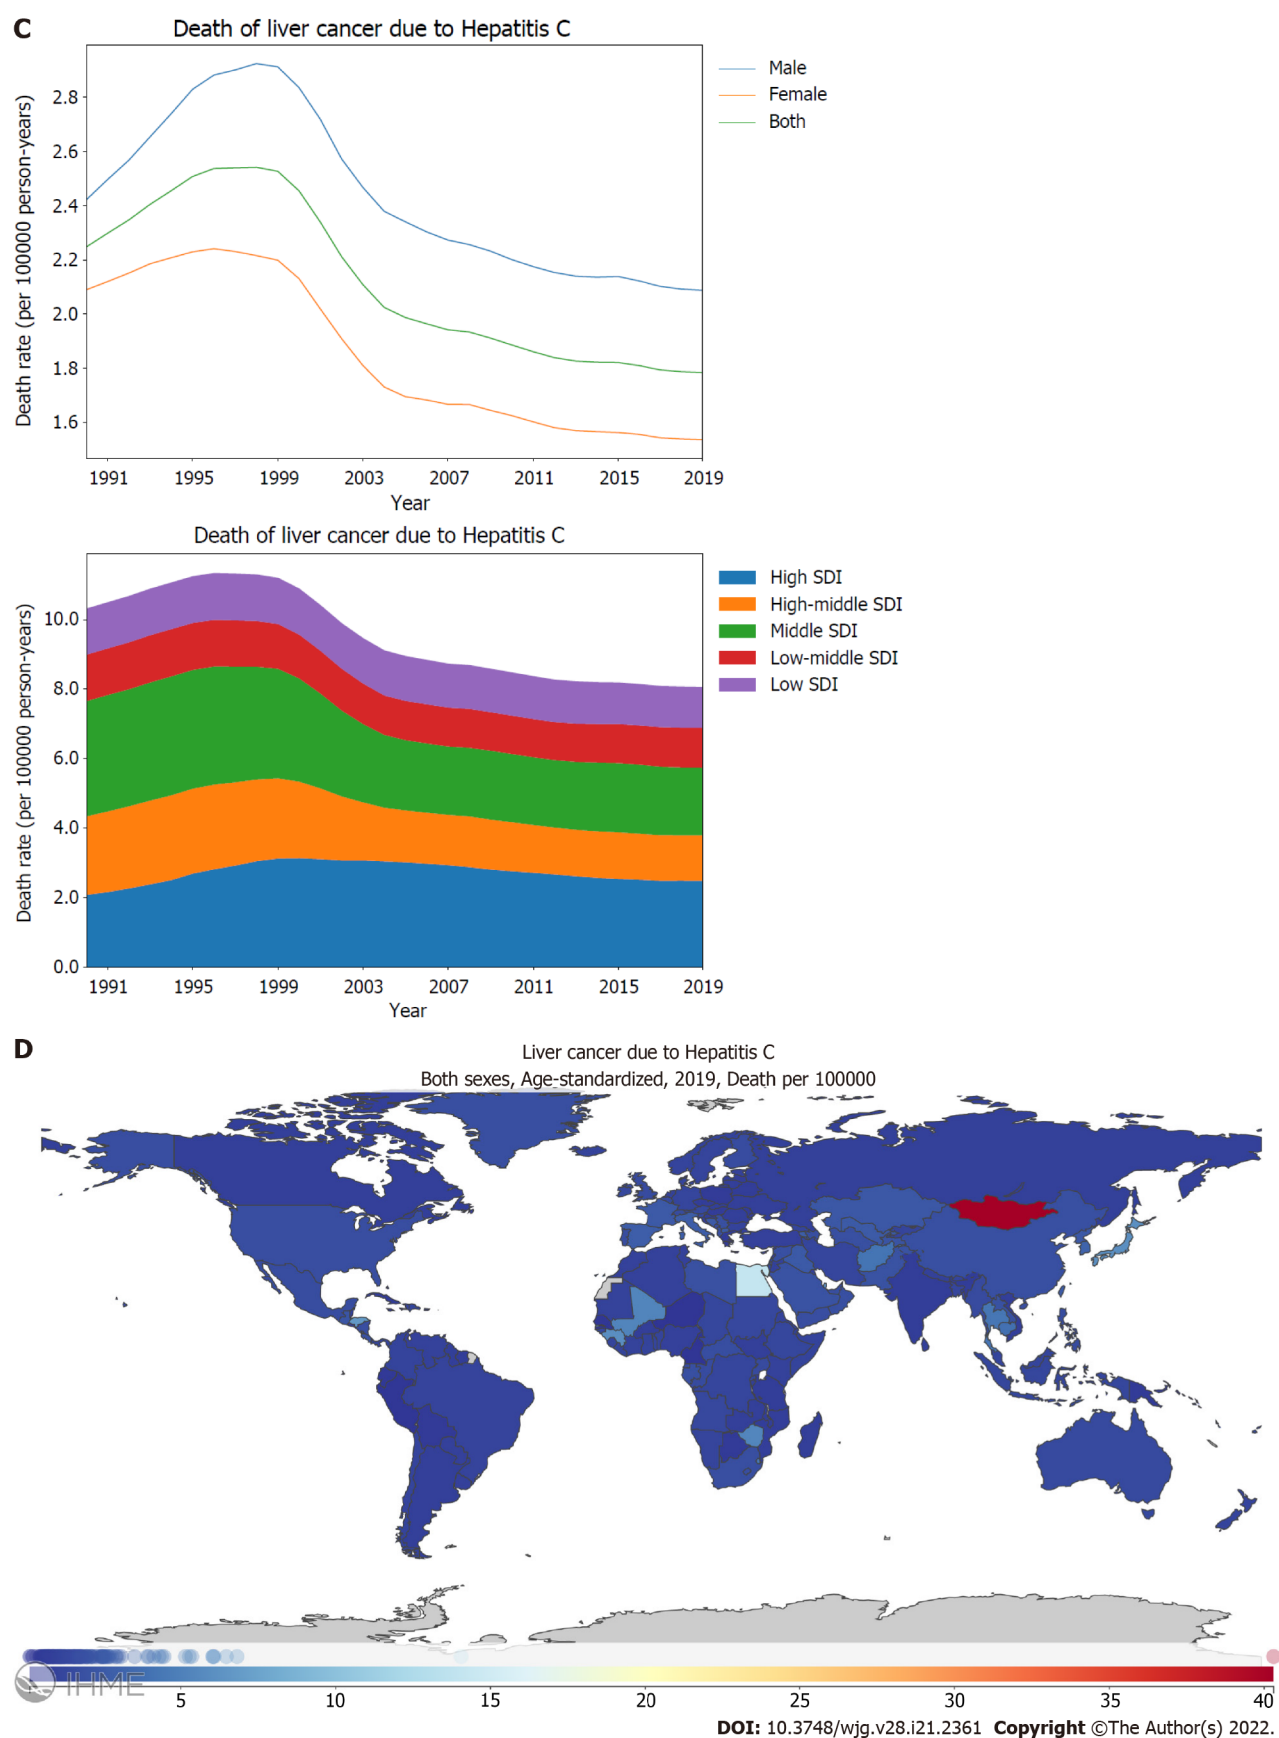 C
Death of liver cancer due to Hepatitis C
Death rate (per 100000 person-years)
2.8
2.6
2.4
2.2
2.0
1.8
1.6
1991 1995 1999 2003 2007 2011 2015 2019
Year
Male
Female
Both
Death of liver cancer due to Hepatitis C
Death rate (per 100000 person-years)
10.0
8.0
6.0
4.0
2.0
0.0
1991 1995 1999 2003 2007 2011 2015 2019
Year
High SDI
High-middle SDI
Middle SDI
Low-middle SDI
Low SDI
D
Liver cancer due to Hepatitis C
Both sexes, Age-standardized, 2019, Death per 100000
IHME
5 10 15 20 25 30 35 40
DOI: 10.3748/wjg.v28.i21.2361 Copyright ©The Author(s) 2022.